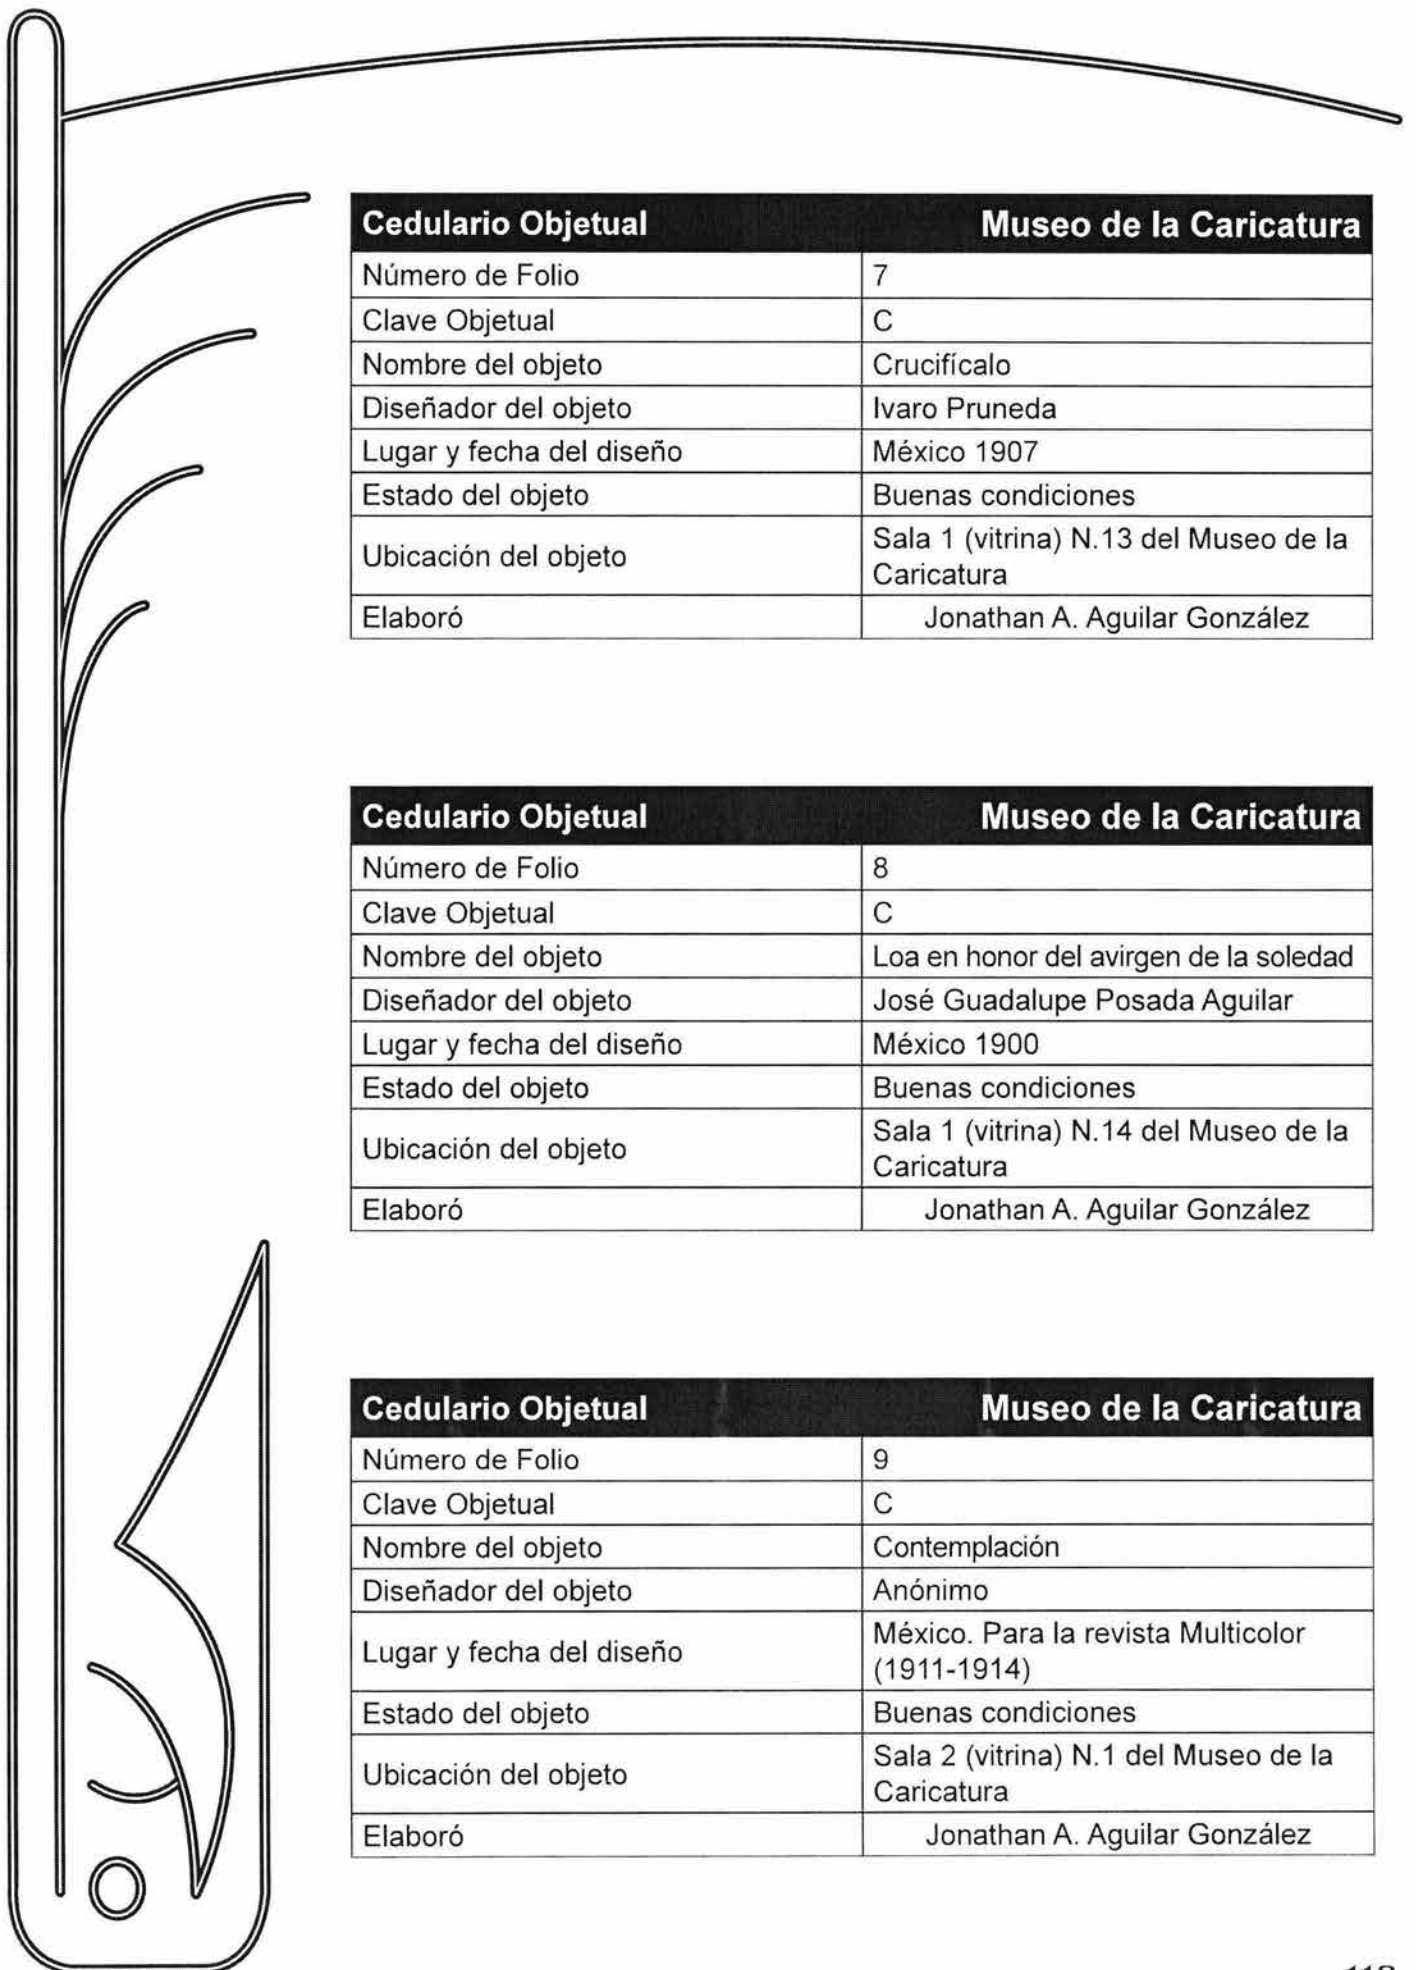 Cedulario Objetual Museo de la Caricatura
Número de Folio 7
Clave Objetual C
Nombre del objeto Crucifícalo
Diseñador del objeto Ivaro Pruneda
Lugar y fecha del diseño México 1907
Estado del objeto Buenas condiciones
Ubicación del objeto Sala 1 (vitrina) N.13 del Museo de la
Caricatura
Elaboró Jonathan A. Aguilar González
Cedulario Objetual Museo de la Caricatura
Número de Folio 8
Clave Objetual C
Nombre del objeto Loa en honor del avirgen de la soledad
Diseñador del objeto José Guadalupe Posada Aguilar
Lugar y fecha del diseño México 1900
Estado del objeto Buenas condiciones
Ubicación del objeto Sala 1 (vitrina) N.14 del Museo de la
Caricatura
Elaboró Jonathan A. Aguilar González
Cedulario Objetual Museo de la Caricatura
Número de Folio 9
Clave Objetual C
Nombre del objeto Contemplación
Diseñador del objeto Anónimo
Lugar y fecha del diseño México. Para la revista Multicolor
(1911-1914)
Estado del objeto Buenas condiciones
Ubicación del objeto Sala 2 (vitrina) N.1 del Museo de la
Caricatura
Elaboró Jonathan A. Aguilar González